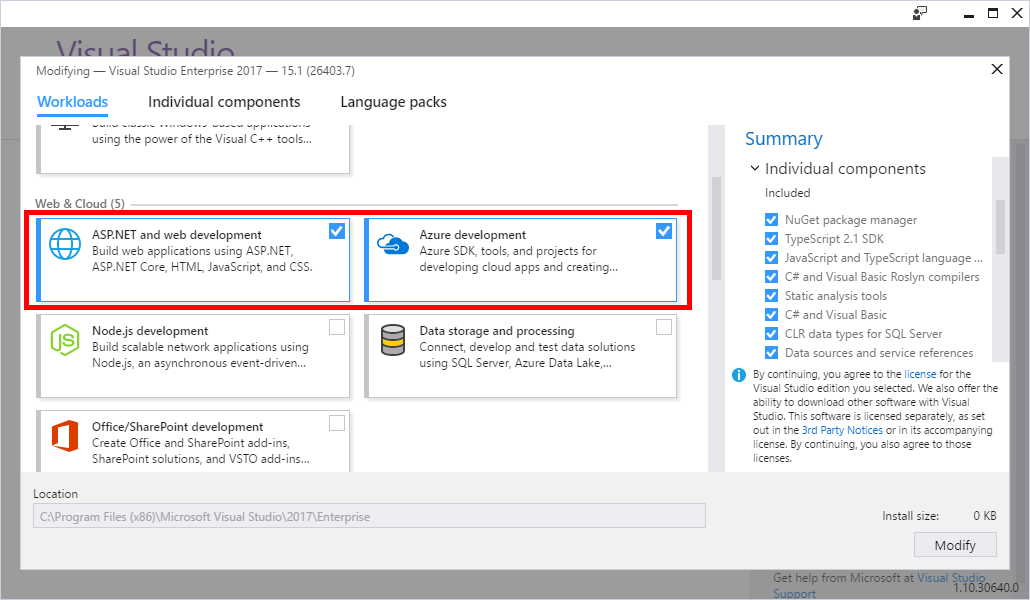 Visual Studio
Modifying — Visual Studio Enterprise 2017 — 15.1 (26403.7)
Workloads
Individual components
Language packs
Build classic Windows-based applications
using the power of the Visual C++ tools...
Web & Cloud (5)
ASP.NET and web development
Build web applications using ASP.NET,
ASP.NET Core, HTML, JavaScript, and CSS.
Azure development
Azure SDK, tools, and projects for
developing cloud apps and creating...
JS
Node.js development
Build scalable network applications using
Node.js, an asynchronous event-driven...
Data storage and processing
Connect, develop and test data solutions
using SQL Server, Azure Data Lake,...
Office/SharePoint development
Create Office and SharePoint add-ins,
SharePoint solutions, and VSTO add-ins...
Summary
Individual components
Included
NuGet package manager
TypeScript 2.1 SDK
JavaScript and TypeScript language ...
C# and Visual Basic Roslyn compilers
Static analysis tools
C# and Visual Basic
CLR data types for SQL Server
Data sources and service references
By continuing, you agree to the license for the
Visual Studio edition you selected. We also offer the
ability to download other software with Visual
Studio. This software is licensed separately, as set
out in the 3rd Party Notices or in its accompanying
license. By continuing, you also agree to those
licenses.
Location
C:\Program Files (x86)\Microsoft Visual Studio\2017\Enterprise
Install size: 0 KB
Modify
Get help from Microsoft at Visual Studio
Support
1.10.30640.0